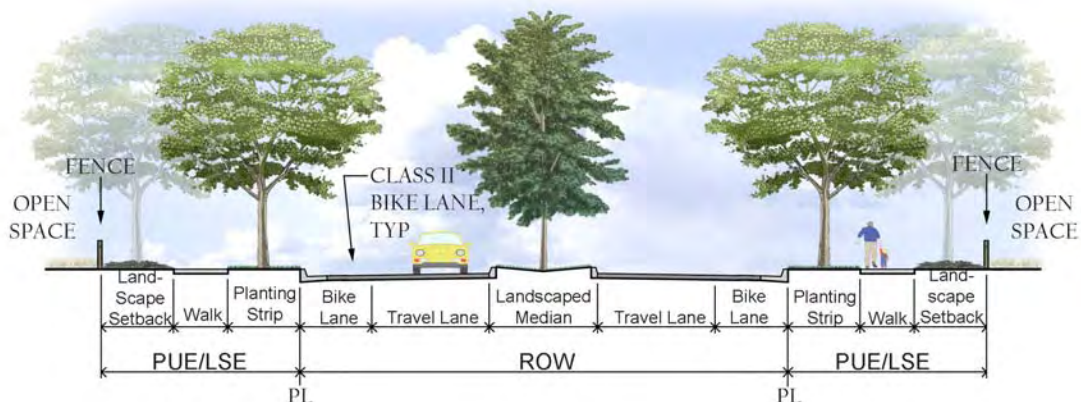 FENCE
OPEN
SPACE
CLASS II
BIKE LANE,
TYP
FENCE
OPEN
SPACE
Land-
Scape
Setback
Walk
Planting
Strip
Bike
Lane
Travel Lane
Landscaped
Median
Travel Lane
Bike
Lane
Planting
Strip
Walk
Land-
scape
Setback
PUE/LSE
ROW
PUE/LSE
PL
PL